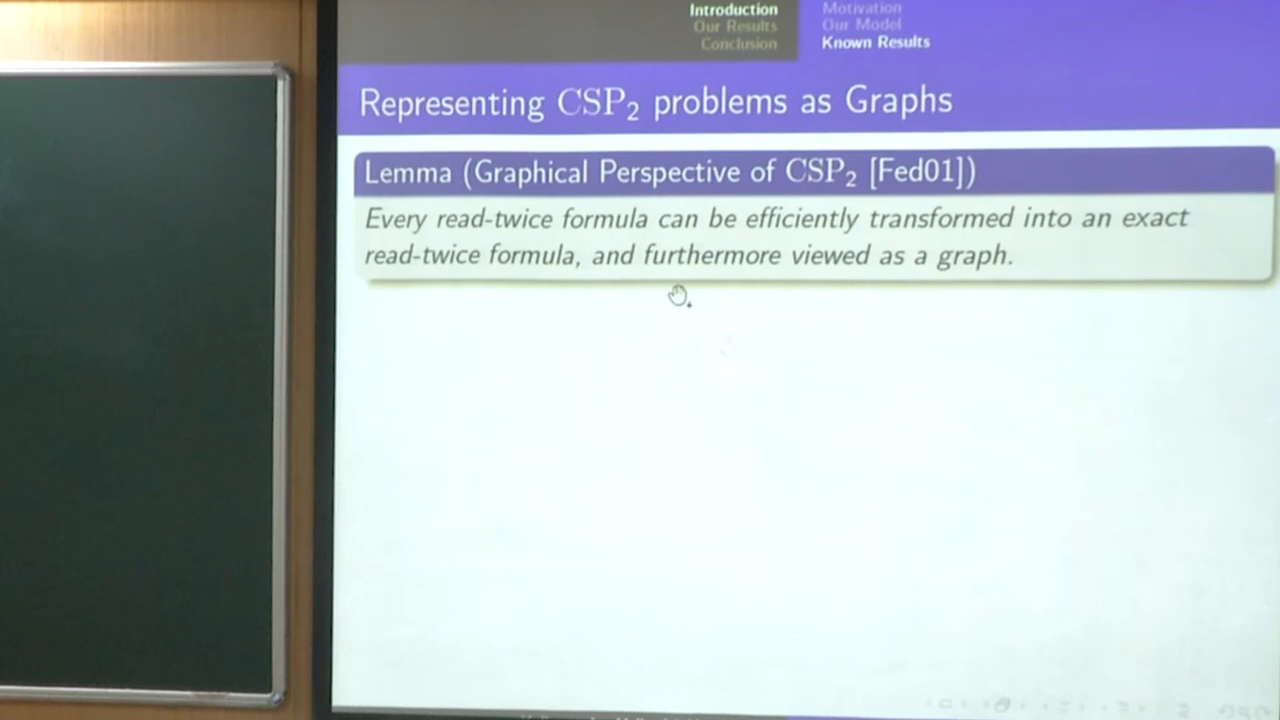 Introduction
Our Results
Conclusion
Motivation
Our Model
Known Results
Representing CSP₂ problems as Graphs
Lemma (Graphical Perspective of CSP₂ [Fed01])
Every read-twice formula can be efficiently transformed into an exact
read-twice formula, and furthermore viewed as a graph.